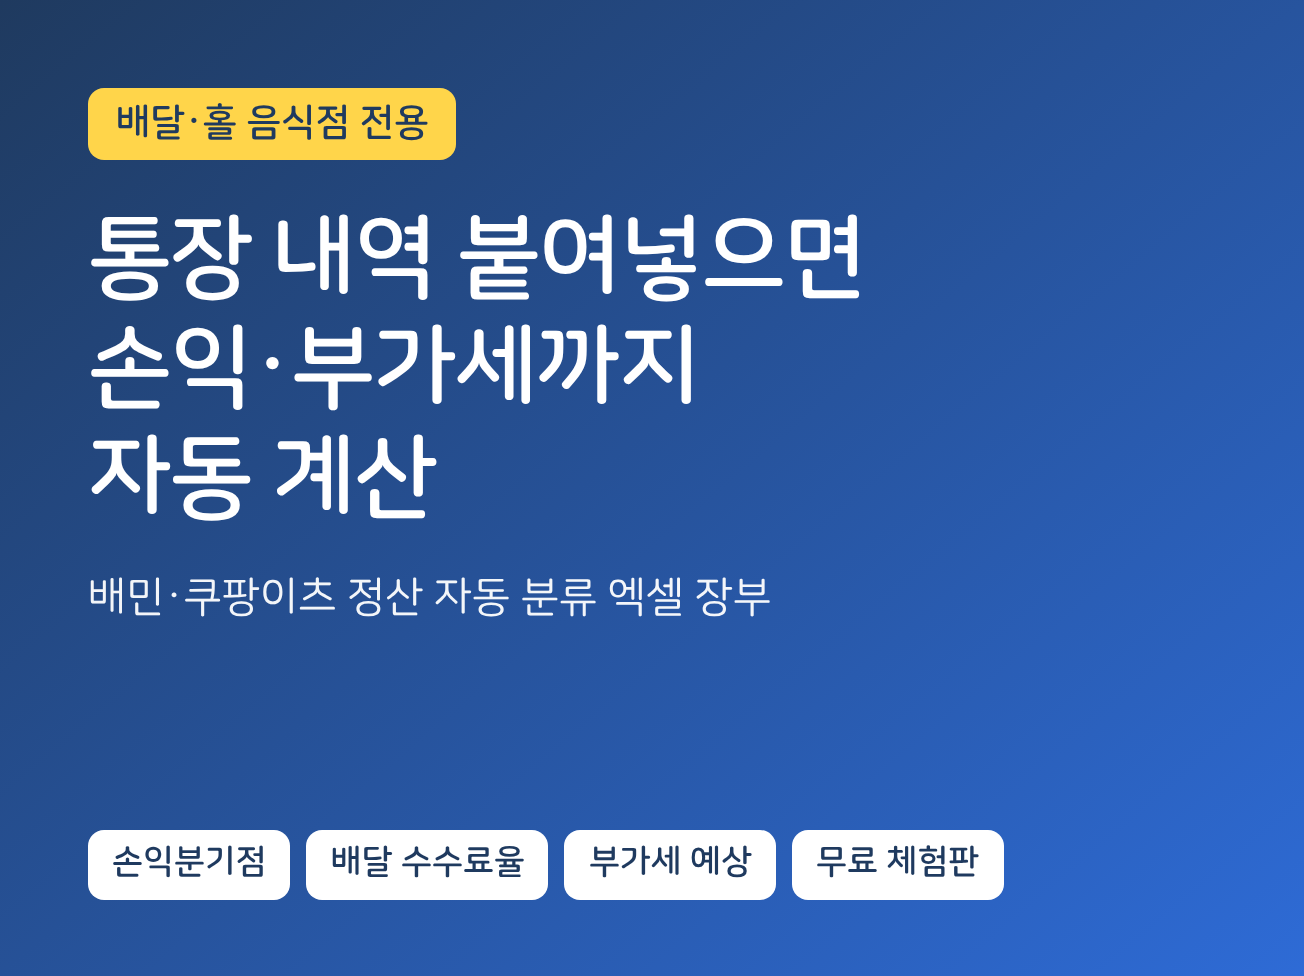 배달·홀 음식점 전용
통장 내역 붙여넣으면
손익·부가세까지
자동 계산
배민·쿠팡이츠 정산 자동 분류 엑셀 장부
손익분기점
배달 수수료율
부가세 예상
무료 체험판